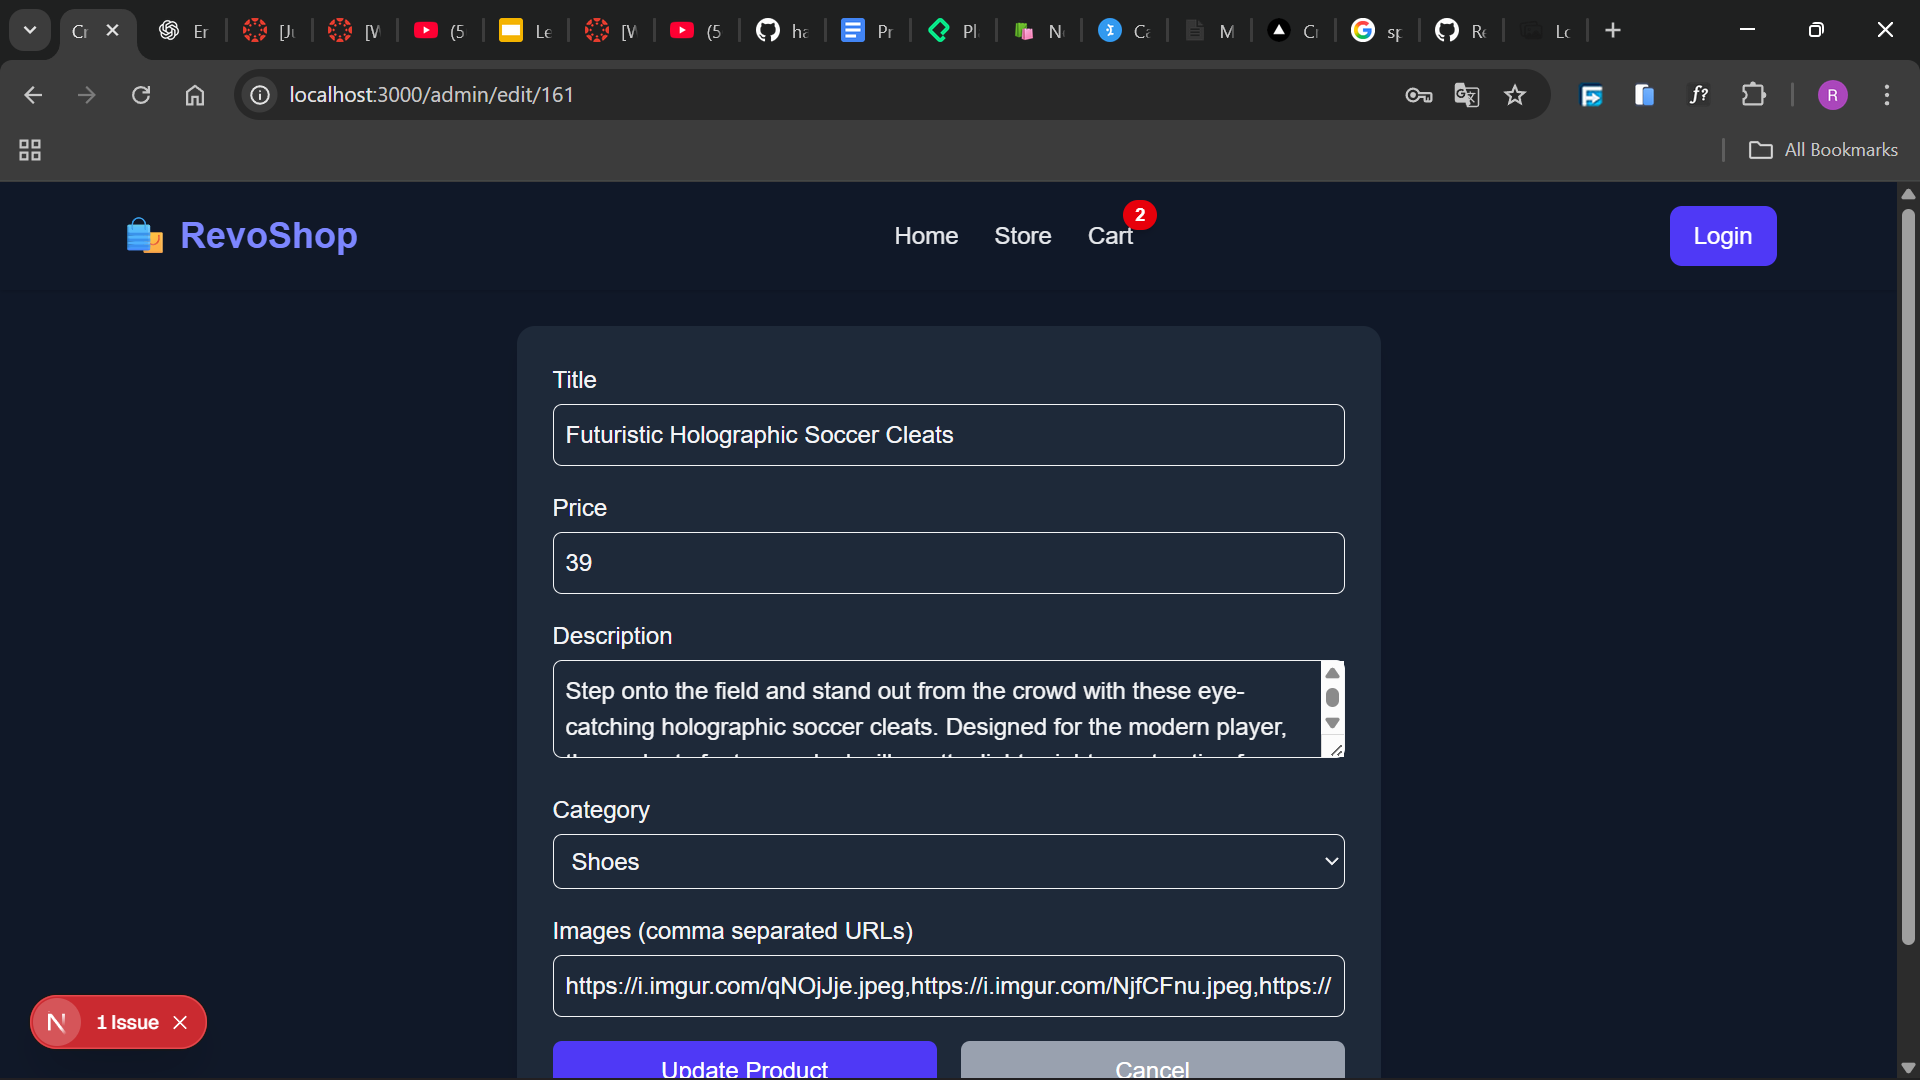 Cr
Er
[Ju
[W
(5
Le
[W
(5
ha
Pr
Pl
N
Ca
M
Cr
sp
Re
Lo
localhost:3000/admin/edit/161
R
All Bookmarks
RevoShop
Home
Store
Cart
2
Login
Title
Futuristic Holographic Soccer Cleats
Price
39
Description
Step onto the field and stand out from the crowd with these eye-
catching holographic soccer cleats. Designed for the modern player,
Category
Shoes
Images (comma separated URLs)
https://i.imgur.com/qNOjJje.jpeg,https://i.imgur.com/NjfCFnu.jpeg,https://
N
1 Issue
Update Product
Cancel